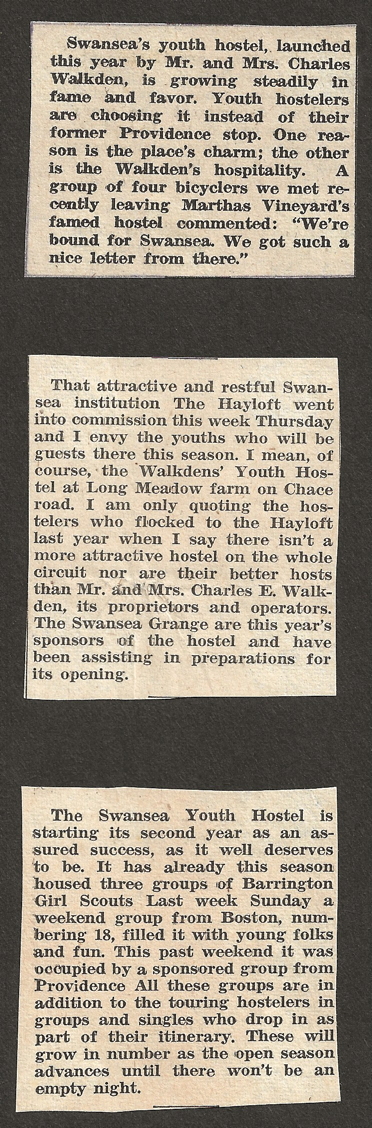 Swansea's youth hostel, launched
this year by Mr. and Mrs. Charles
Walkden, is growing steadily in
fame and favor. Youth hostelers
are choosing it instead of their
former Providence stop. One rea-
son is the place's charm; the other
is the Walkden's hospitality. A
group of four bicyclers we met re-
cently leaving Marthas Vineyard's
famed hostel commented: "We're
bound for Swansea. We got such a
nice letter from there."
That attractive and restful Swan-
sea institution The Hayloft went
into commission this week Thursday
and I envy the youths who will be
guests there this season. I mean, of
course, the Walkdens' Youth Hos-
tel at Long Meadow farm on Chace
road. I am only quoting the hos-
telers who flocked to the Hayloft
last year when I say there isn't a
more attractive hostel on the whole
circuit nor are their better hosts
than Mr. and Mrs. Charles E. Walk-
den, its proprietors and operators.
The Swansea Grange are this year's
sponsors of the hostel and have
been assisting in preparations for
its opening.
The Swansea Youth Hostel is
starting its second year as an as-
sured success, as it well deserves
to be. It has already this season
housed three groups of Barrington
Girl Scouts Last week Sunday a
weekend group from Boston, num-
bering 18, filled it with young folks
and fun. This past weekend it was
occupied by a sponsored group from
Providence All these groups are in
addition to the touring hostelers in
groups and singles who drop in as
part of their itinerary. These will
grow in number as the open season
advances until there won't be an
empty night.